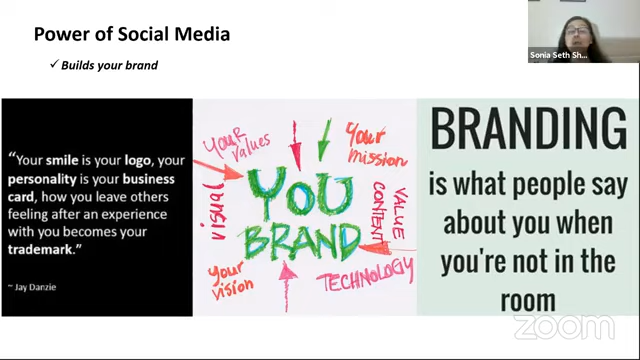 Power of Social Media
✓ Builds your brand
Sonia Seth Sh...
“Your smile is your logo, your
personality is your business
card, how you leave others
feeling after an experience
with you becomes your
trademark.”
~ Jay Danzie
YouR
Values
Your
mission
YOU
BRAND
visual
VALUE
CONTENT
your
vision
TECHNOLOGY
BRANDING
is what people say
about you when
you're not in the
room
zoom